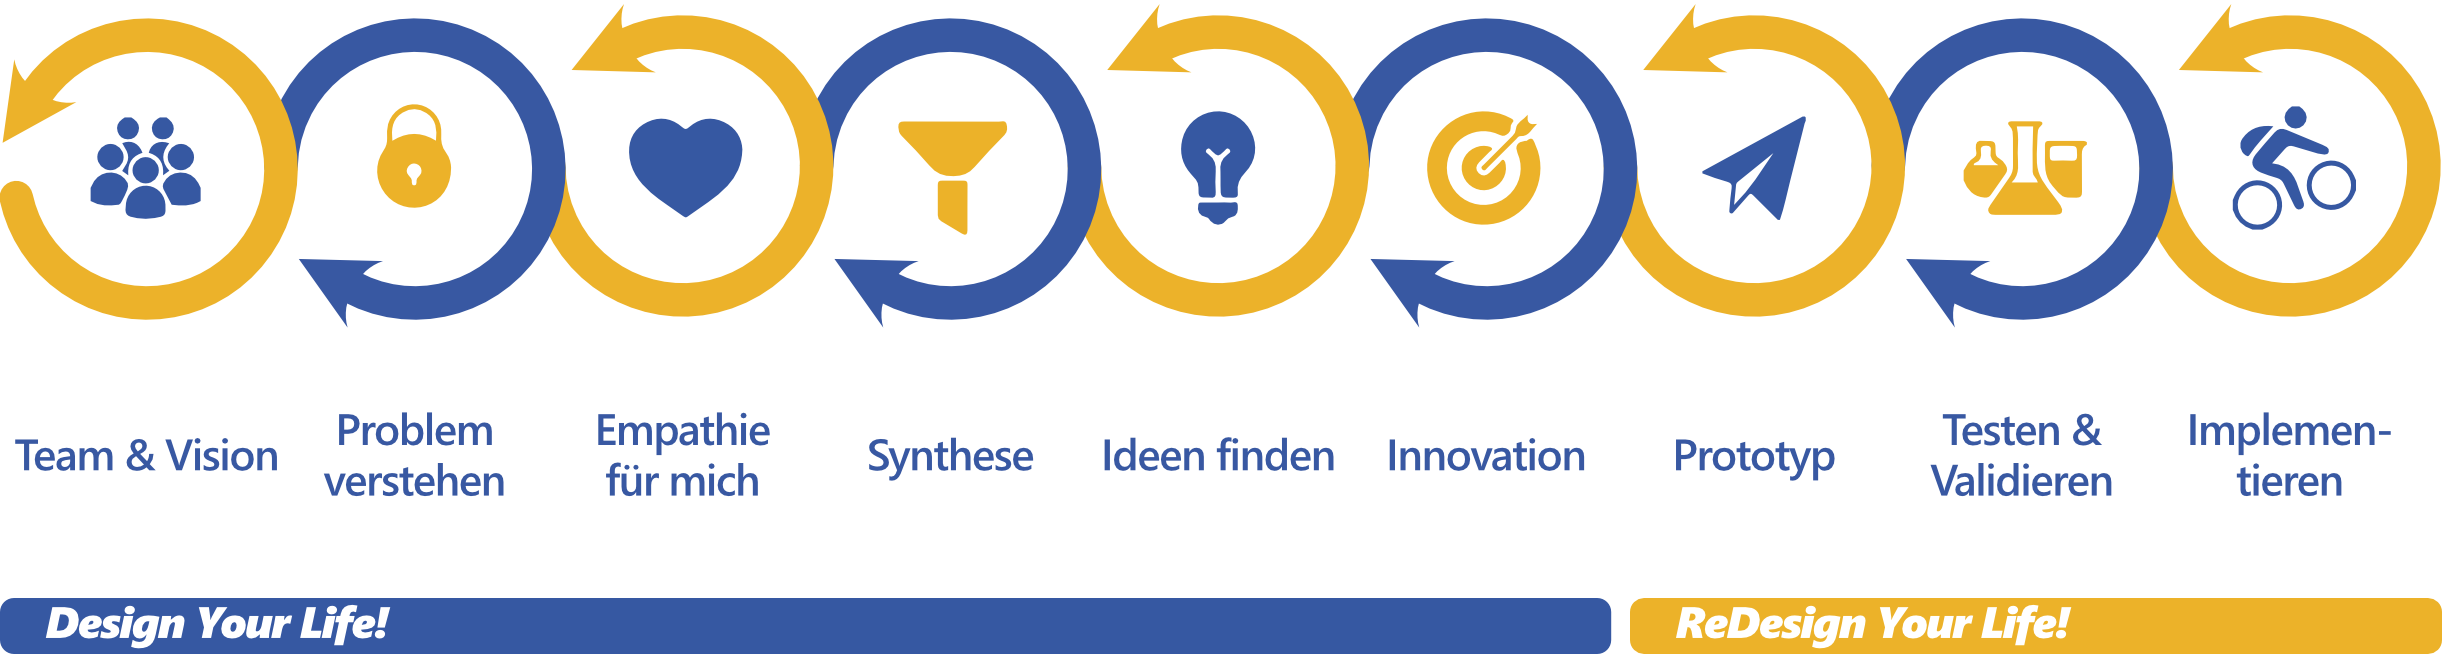 Team & Vision
Problem
verstehen
Empathie
für mich
Synthese
Ideen finden
Innovation
Prototyp
Testen &
Validieren
Implemen-
tieren
Design Your Life!
ReDesign Your Life!